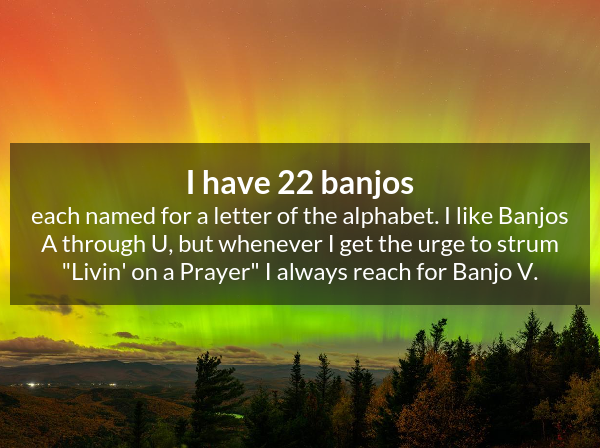 I have 22 banjos
each named for a letter of the alphabet. I like Banjos
A through U, but whenever I get the urge to strum
"Livin' on a Prayer" I always reach for Banjo V.